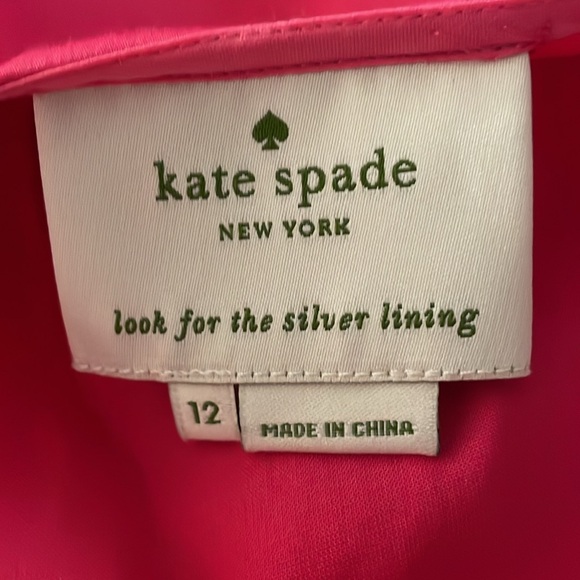 kate spade
NEW YORK
look for the silver lining
12
MADE IN CHINA